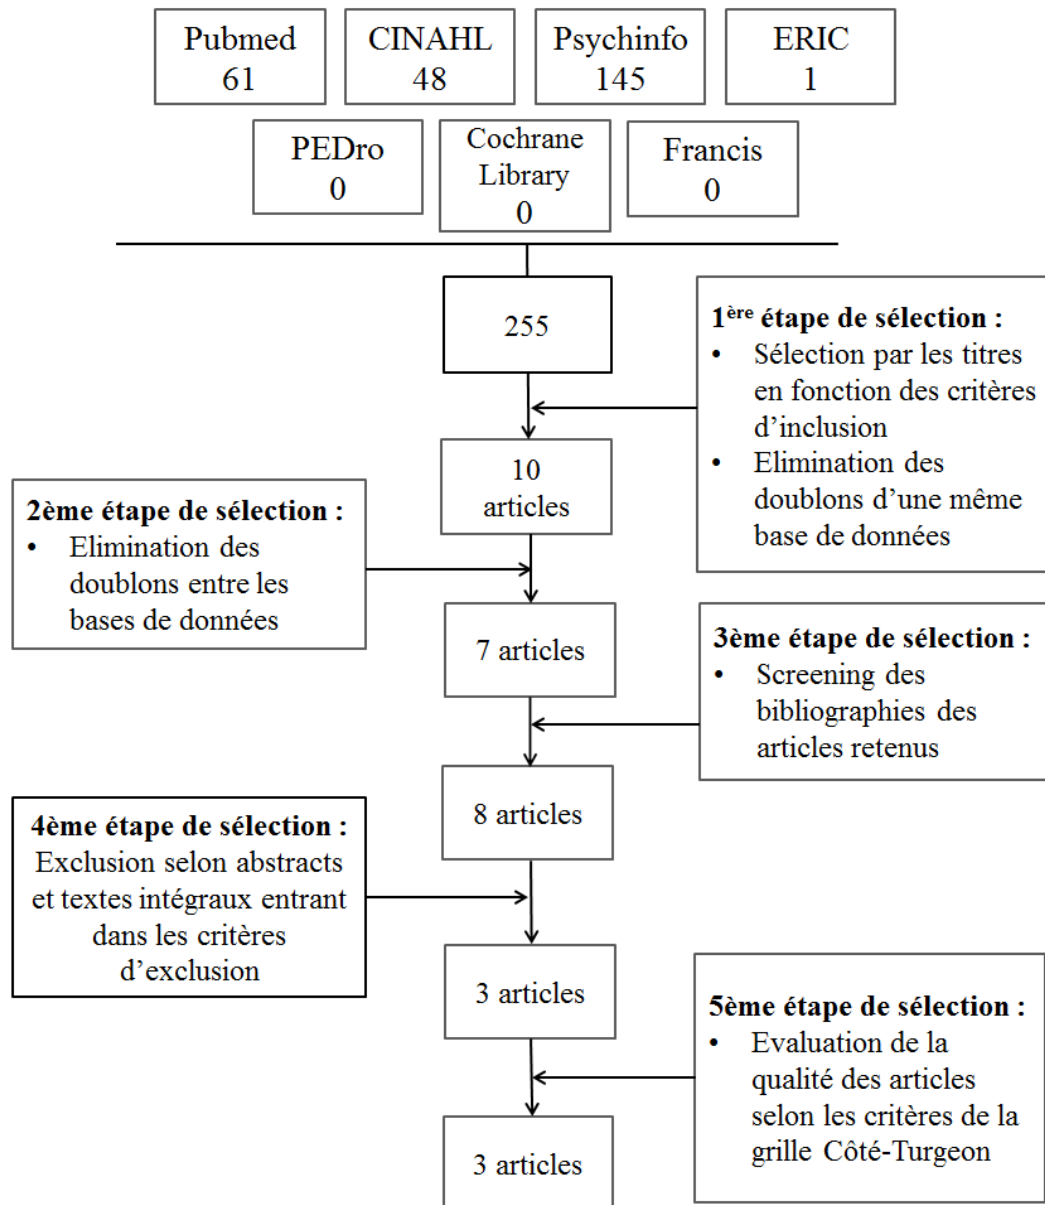 Pubmed
61
CINAHL
48
Psychinfo
145
ERIC
1
PEDro
0
Cochrane
Library
0
Francis
0
255
1ère étape de sélection :
• Sélection par les titres
en fonction des critères
d’inclusion
• Elimination des
doublons d’une même
base de données
10
articles
2ème étape de sélection :
• Elimination des
doublons entre les
bases de données
7 articles
3ème étape de sélection :
• Screening des
bibliographies des
articles retenus
8 articles
4ème étape de sélection :
Exclusion selon abstracts
et textes intégraux entrant
dans les critères
d’exclusion
3 articles
5ème étape de sélection :
• Evaluation de la
qualité des articles
selon les critères de la
grille Côté-Turgeon
3 articles